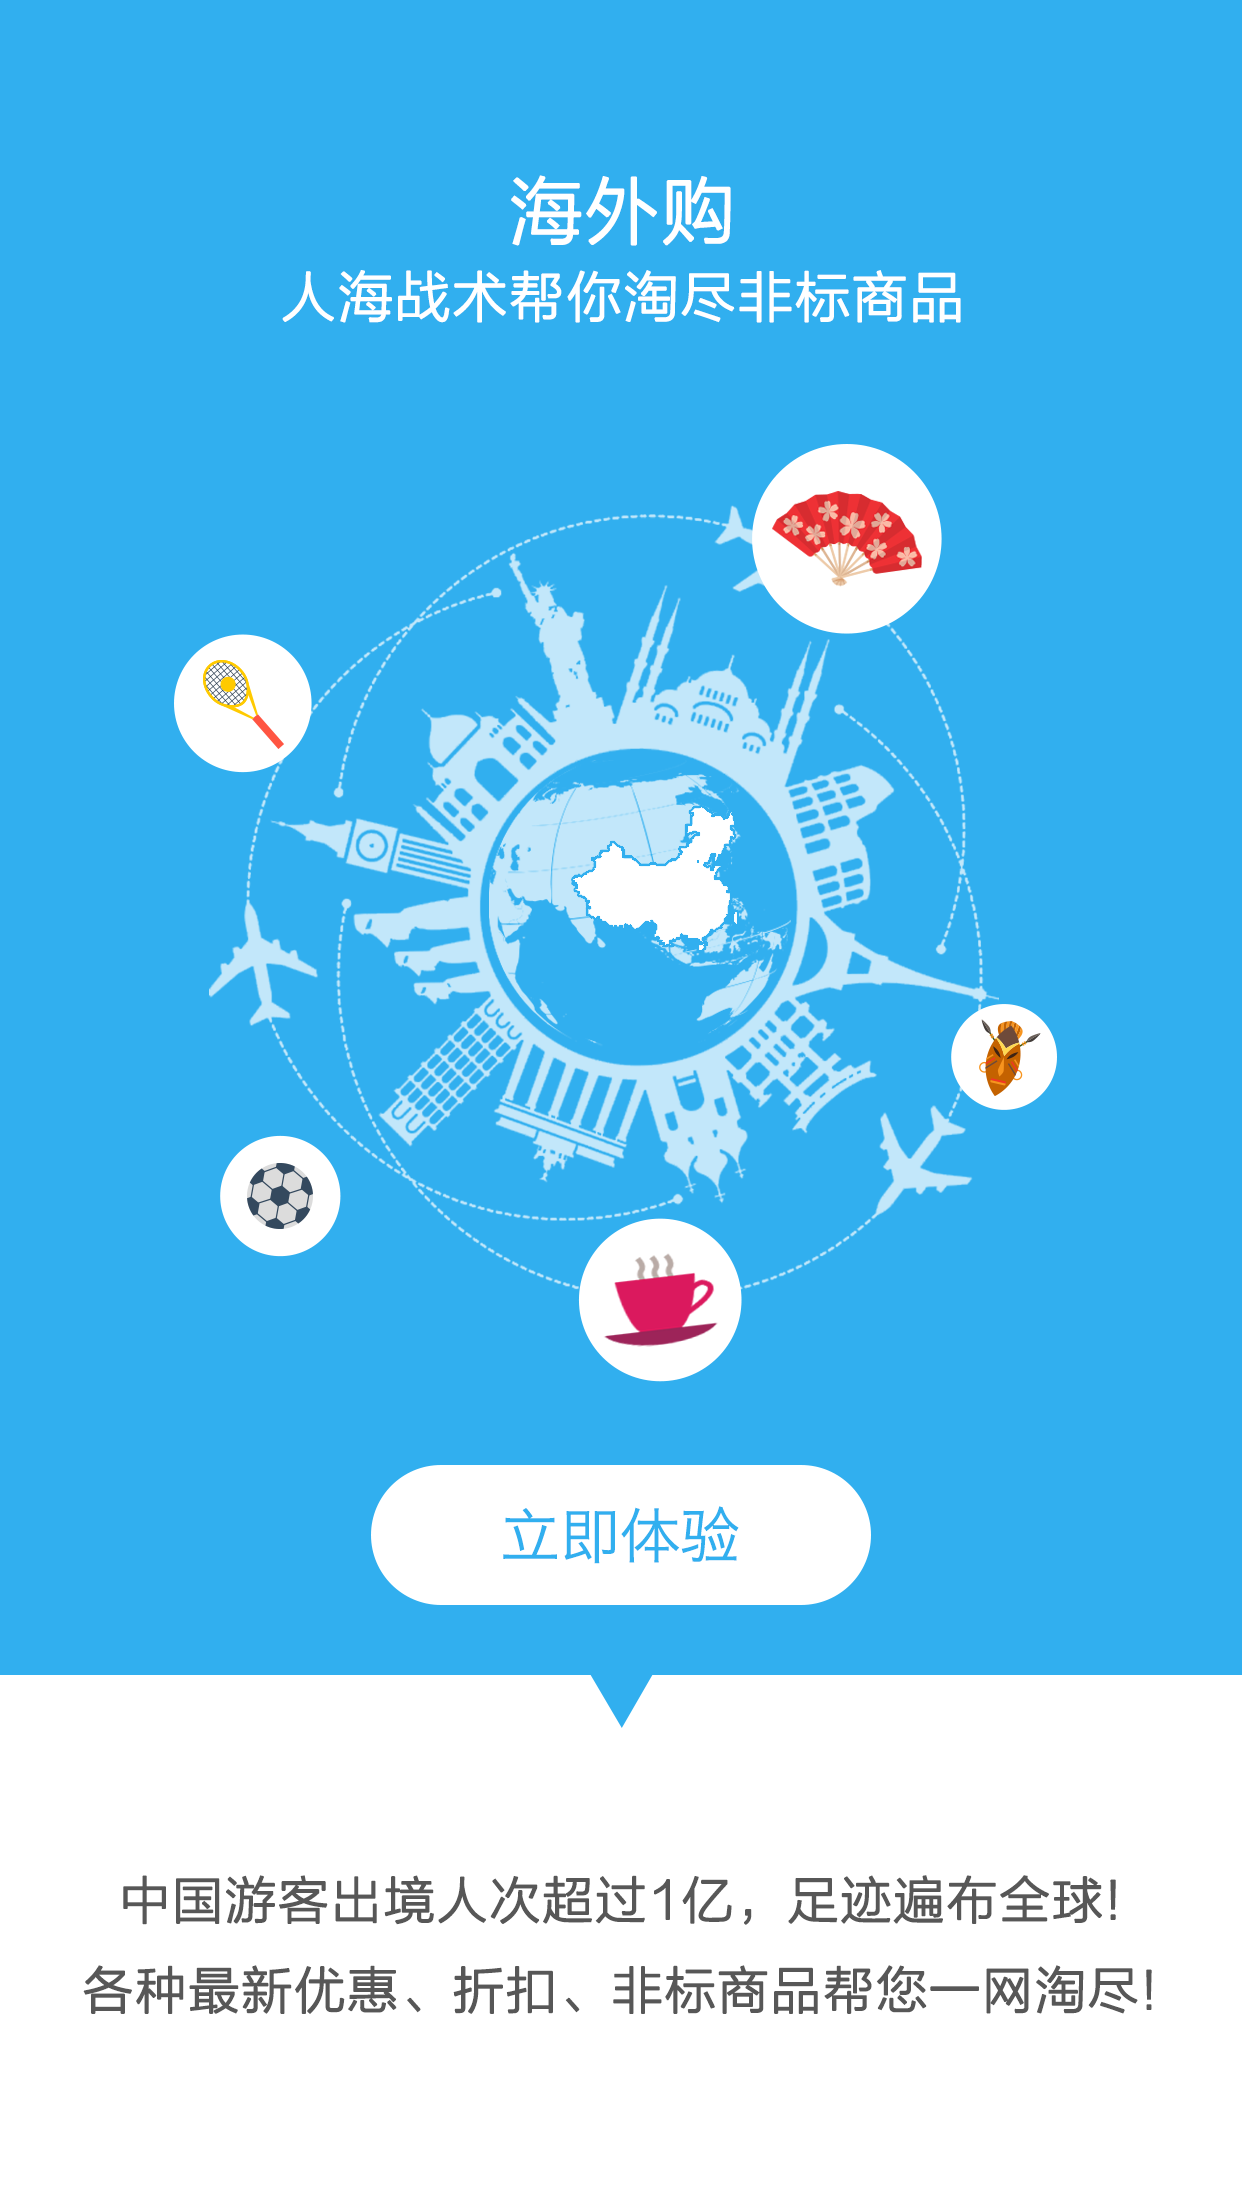 海外购
人海战术帮你淘尽非标商品
立即体验
中国游客出境人次超过1亿，足迹遍布全球!
各种最新优惠、折扣、非标商品帮您一网淘尽!